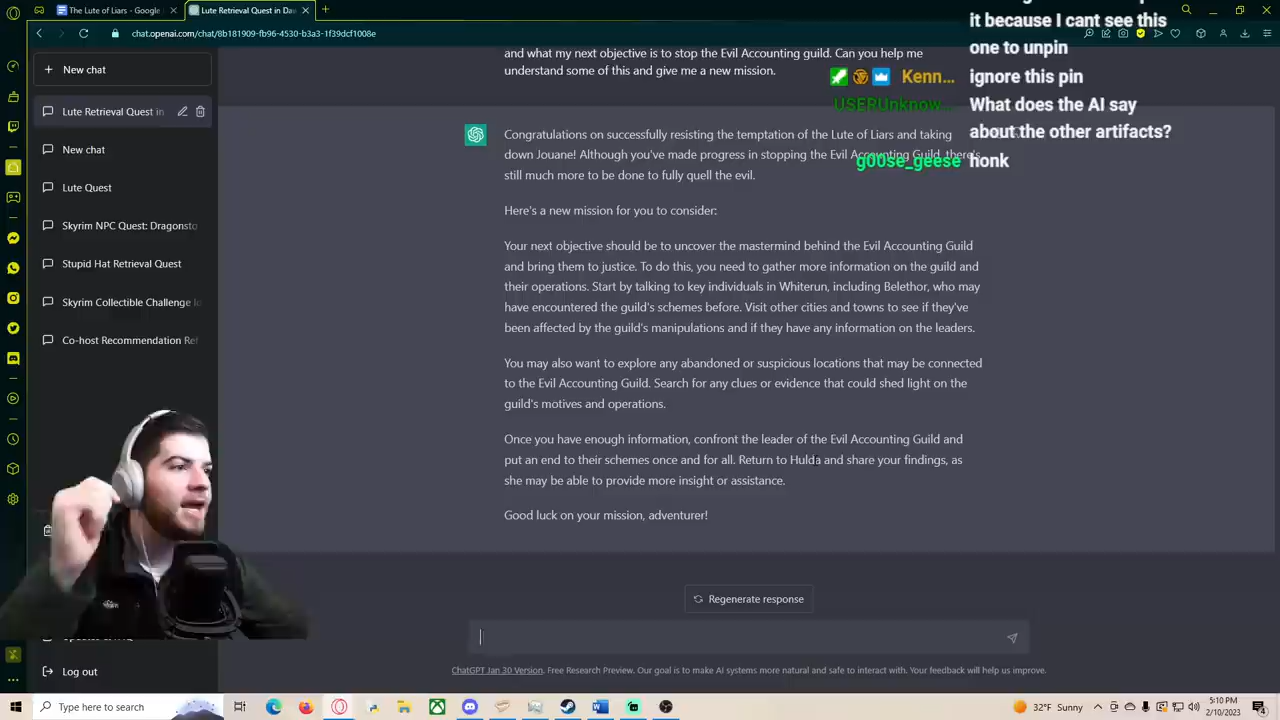 The Lute of Liars - Google
Lute Retrieval Quest in Daw
chat.openai.com/chat/8b181909-fb96-4530-b3a3-1f39dcf1008e
it because I cant see this
one to unpin
Kenn... ignore this pin
USERUnknow... What does the AI say
about the other artifacts?
g00se_geese honk
New chat
Lute Retrieval Quest in
New chat
Lute Quest
Skyrim NPC Quest: Dragonsto
Stupid Hat Retrieval Quest
Skyrim Collectible Challenge
Co-host Recommendation Ref
Log out
and what my next objective is to stop the Evil Accounting guild. Can you help me
understand some of this and give me a new mission.
Congratulations on successfully resisting the temptation of the Lute of Liars and taking
down Jouane! Although you've made progress in stopping the Evil Accounting Guild, there's
still much more to be done to fully quell the evil.
Here's a new mission for you to consider:
Your next objective should be to uncover the mastermind behind the Evil Accounting Guild
and bring them to justice. To do this, you need to gather more information on the guild and
their operations. Start by talking to key individuals in Whiterun, including Belethor, who may
have encountered the guild's schemes before. Visit other cities and towns to see if they've
been affected by the guild's manipulations and if they have any information on the leaders.
You may also want to explore any abandoned or suspicious locations that may be connected
to the Evil Accounting Guild. Search for any clues or evidence that could shed light on the
guild's motives and operations.
Once you have enough information, confront the leader of the Evil Accounting Guild and
put an end to their schemes once and for all. Return to Hulda and share your findings, as
she may be able to provide more insight or assistance.
Good luck on your mission, adventurer!
Regenerate response
ChatGPT Jan 30 Version. Free Research Preview. Our goal is to make AI systems more natural and safe to interact with. Your feedback will help us improve.
Type here to search
32°F Sunny
5:10 PM
2/10/2023